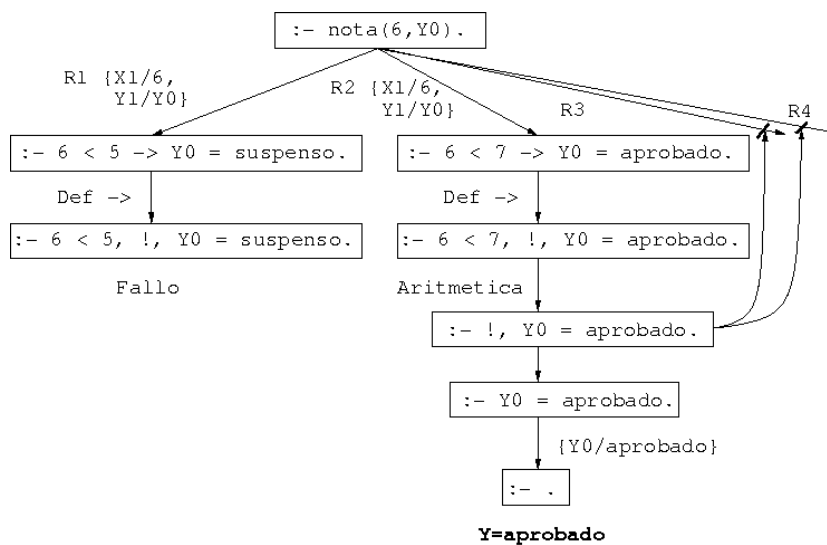 :- nota(6,Y0).
R1 {X1/6,
Y1/Y0}
R2 {X1/6,
Y1/Y0}
R3
R4
:- 6 < 5 -> Y0 = suspenso.
:- 6 < 7 -> Y0 = aprobado.
Def ->
Def ->
:- 6 < 5, !, Y0 = suspenso.
:- 6 < 7, !, Y0 = aprobado.
Fallo
Aritmetica
:- !, Y0 = aprobado.
:- Y0 = aprobado.
{Y0/aprobado}
:- .
Y=aprobado